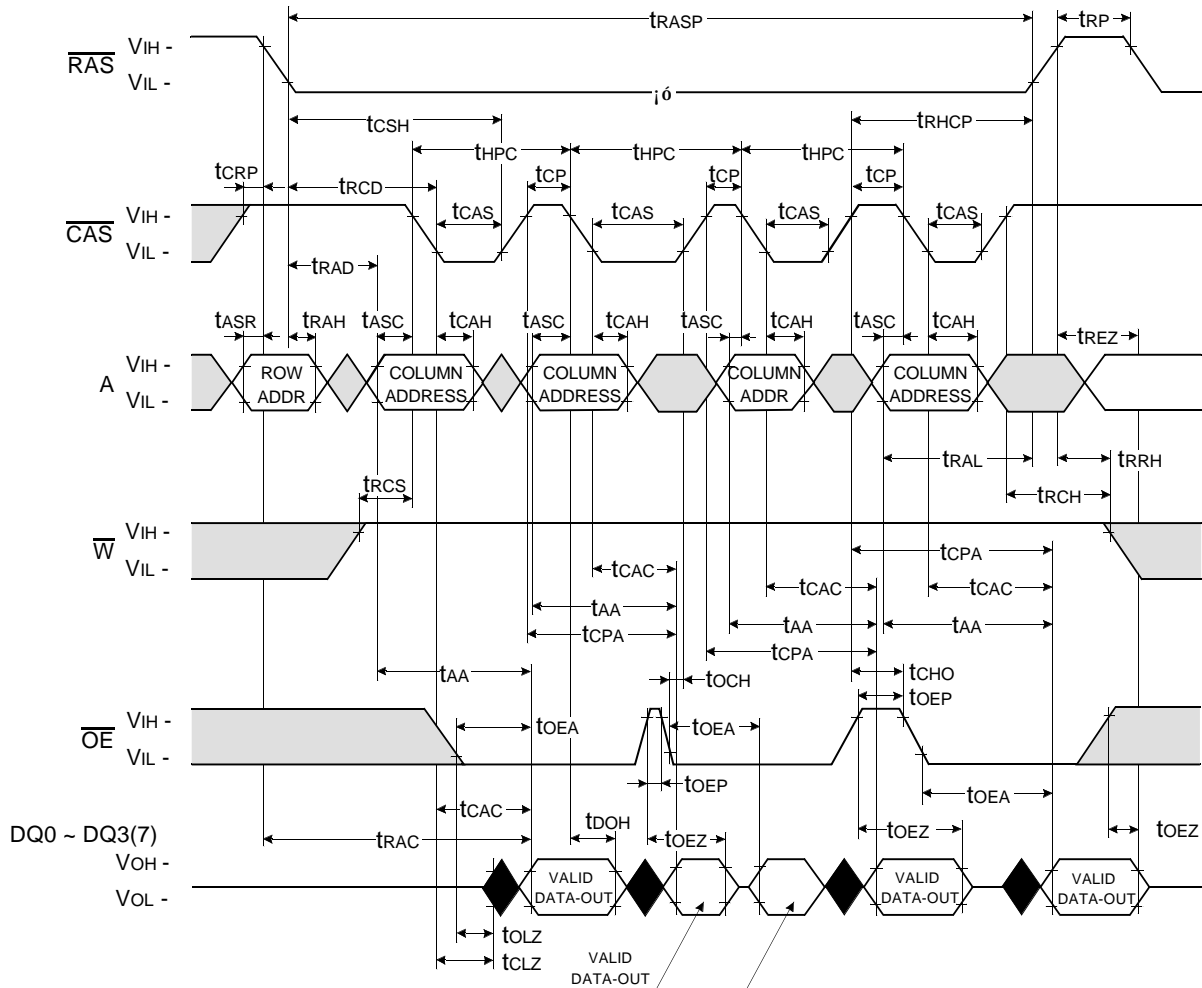 tRASP tRP
RAS VIH -
VIL -
¡ó
tCSH tRHCP
tHPC tHPC tHPC
tCRP tRCD tCP tCP tCP
CAS VIH -
VIL -
tCAS tCAS tCAS tCAS
tRAD
tASR tRAH tASC tCAH tASC tCAH tASC tCAH tASC tCAH tREZ
A VIH -
VIL -
ROW
ADDR
COLUMN
ADDRESS
COLUMN
ADDRESS
COLUMN
ADDR
COLUMN
ADDRESS
tRAL tRRH
tRCS tRCH
W VIH -
VIL -
tCPA
tCAC tCAC tCAC
tAA tAA tAA
tCPA tCPA
tAA tOCH tCHO
tOEP
OE VIH -
VIL -
tOEA tOEA
tOEP
tOEA
tCAC tDOH tOEZ tOEZ tOEZ
tRAC
DQ0 ~ DQ3(7)
VOH -
VOL -
VALID
DATA-OUT
VALID
DATA-OUT
VALID
DATA-OUT
tOLZ
tCLZ
VALID
DATA-OUT